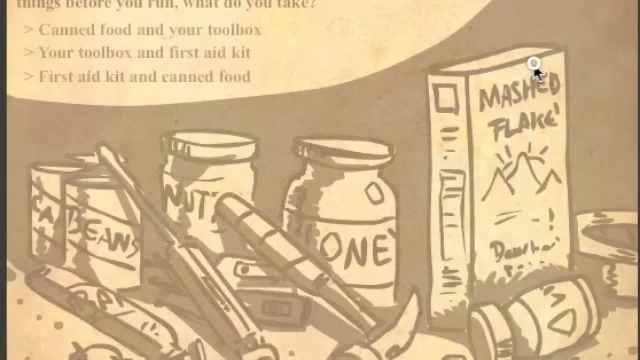 things before you run, what do you take?
> Canned food and your toolbox
> Your toolbox and first aid kit
> First aid kit and canned food
MASHED
FLAKE'
NUT
ONE
BEANS